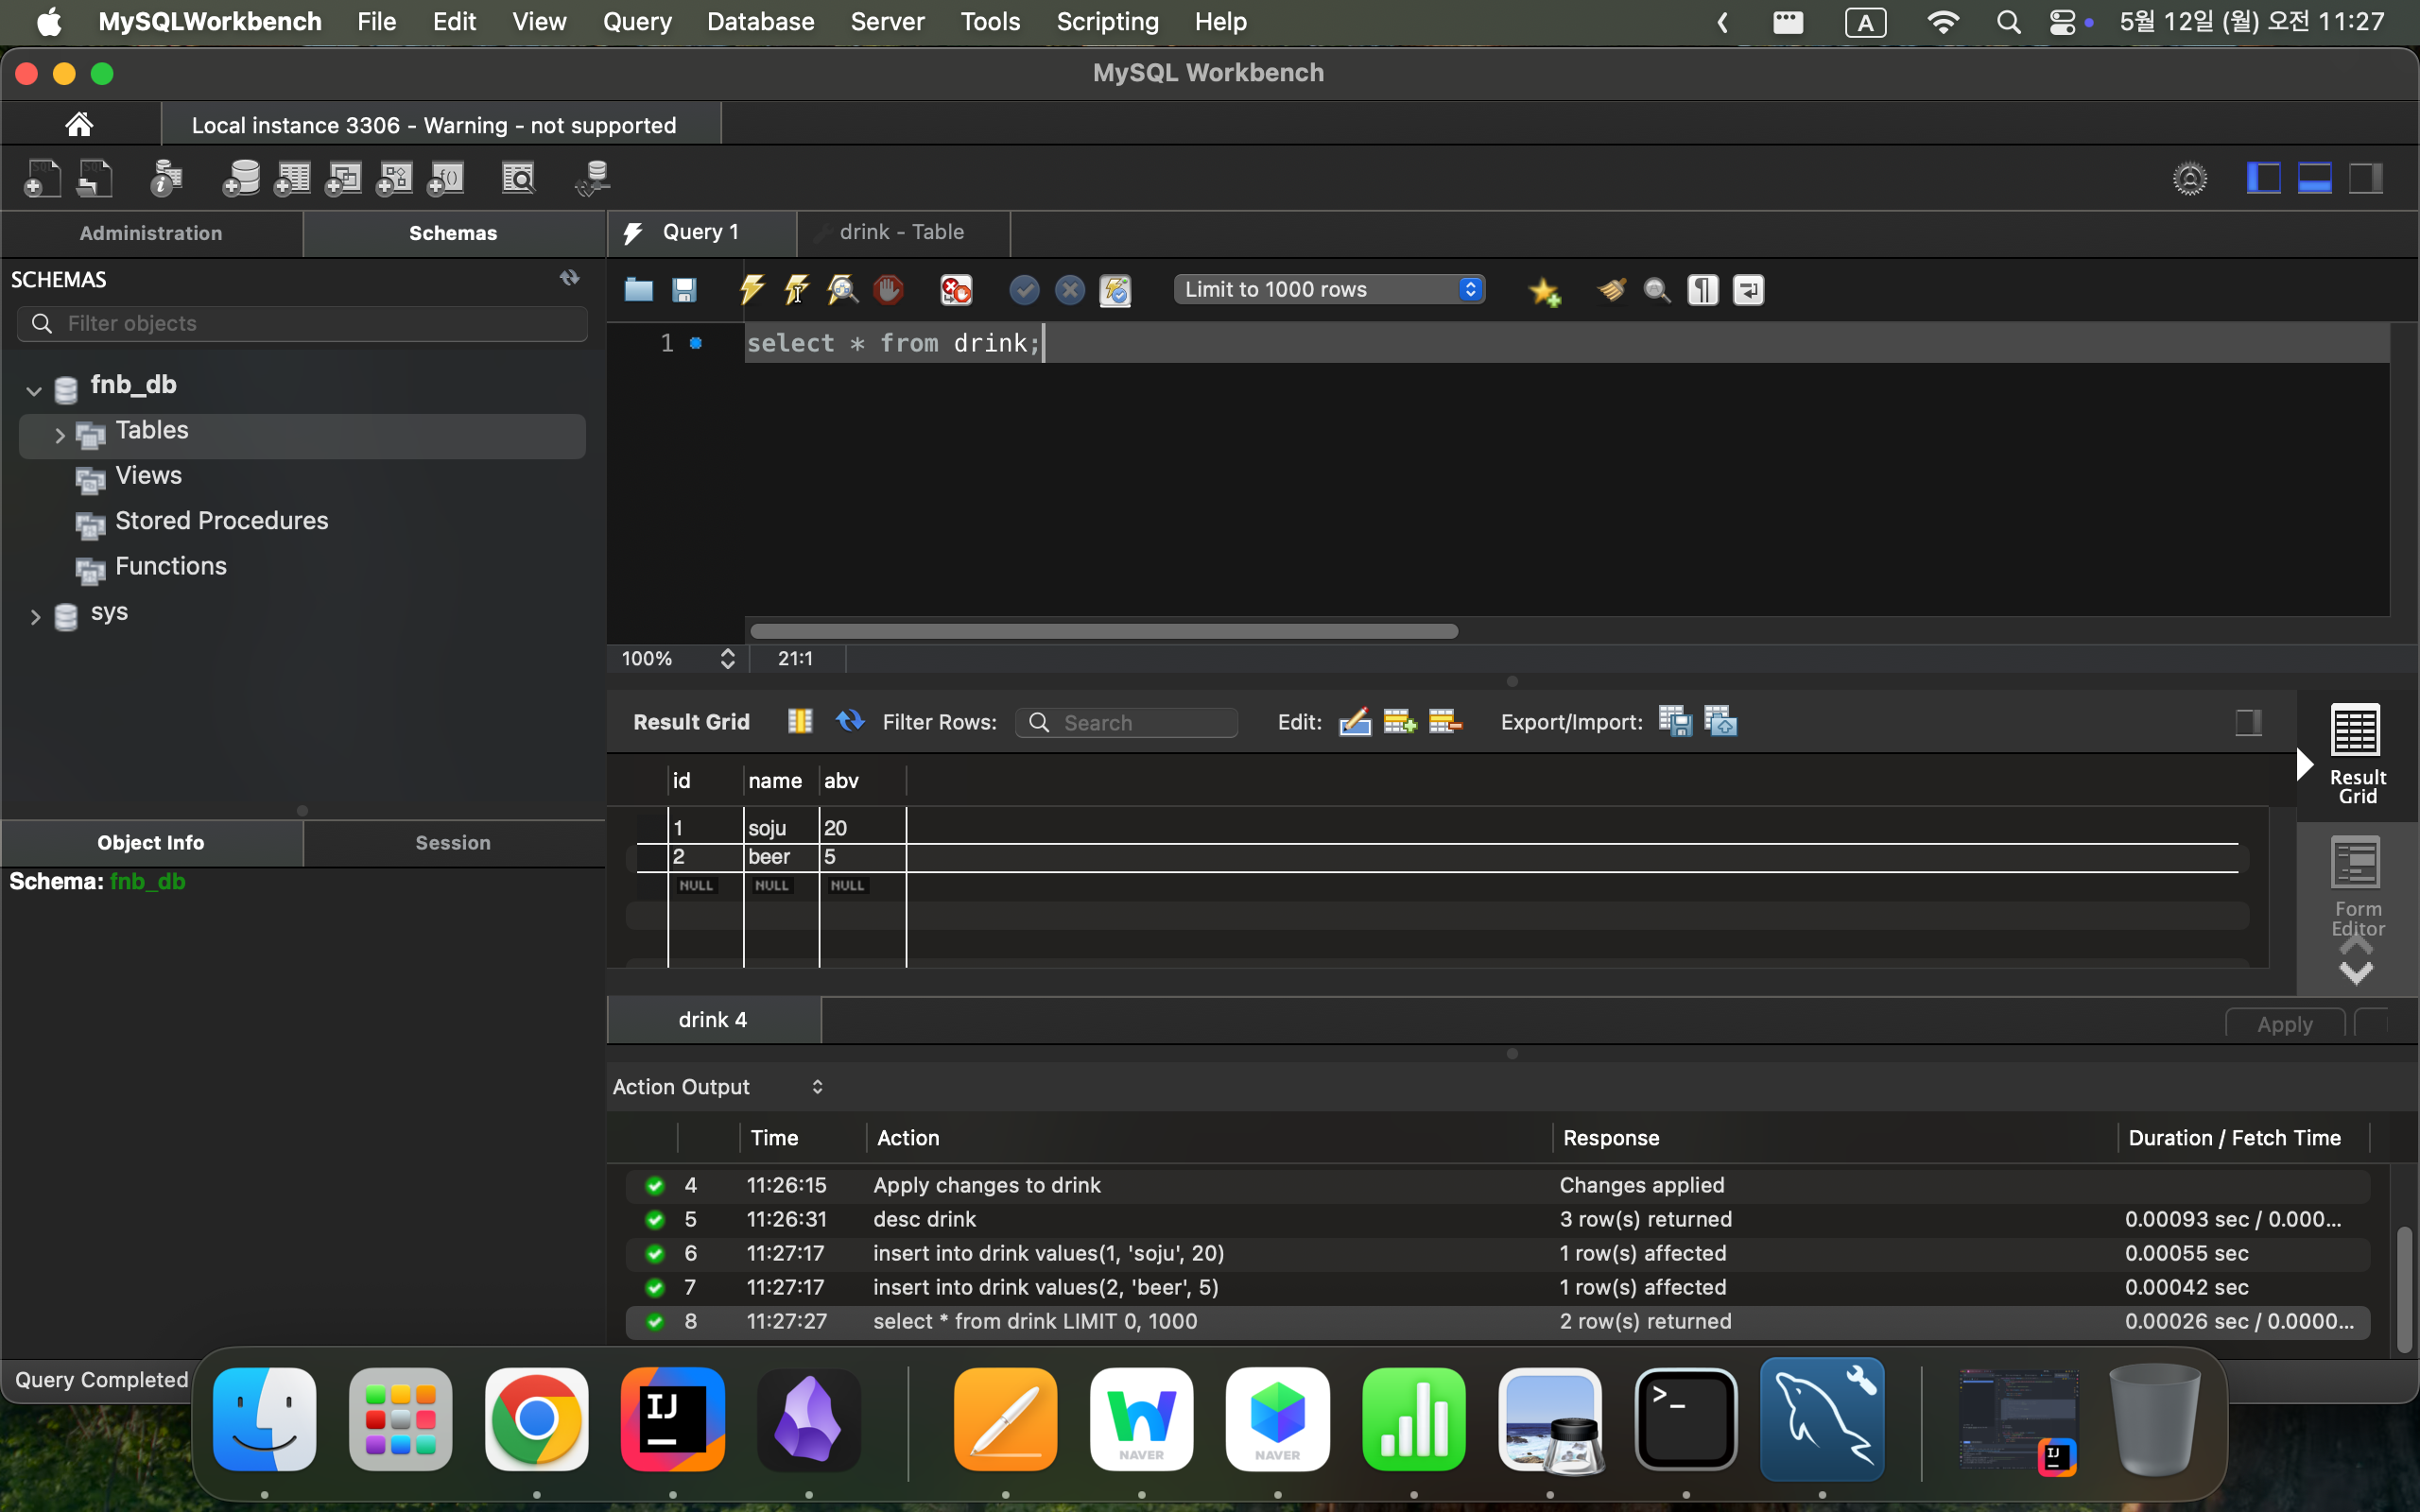 MySQLWorkbench File Edit View Query Database Server Tools Scripting Help A 5월 12일 (월) 오전 11:27
MySQL Workbench
Local instance 3306 - Warning - not supported
Administration Schemas
Query 1 drink - Table
SCHEMAS
Filter objects
Limit to 1000 rows
1 select * from drink;
fnb_db
Tables
Views
Stored Procedures
Functions
sys
100% 21:1
Result Grid Filter Rows: Search Edit: Export/Import:
Result
Grid
Form
Editor
id name abv
1 soju 20
2 beer 5
NULL NULL NULL
Object Info Session
Schema: fnb_db
drink 4
Apply
Action Output
Time Action Response Duration / Fetch Time
4 11:26:15 Apply changes to drink Changes applied
5 11:26:31 desc drink 3 row(s) returned 0.00093 sec / 0.000...
6 11:27:17 insert into drink values(1, 'soju', 20) 1 row(s) affected 0.00055 sec
7 11:27:17 insert into drink values(2, 'beer', 5) 1 row(s) affected 0.00042 sec
8 11:27:27 select * from drink LIMIT 0, 1000 2 row(s) returned 0.00026 sec / 0.0000...
Query Completed
IJ
NAVER
NAVER
IJ